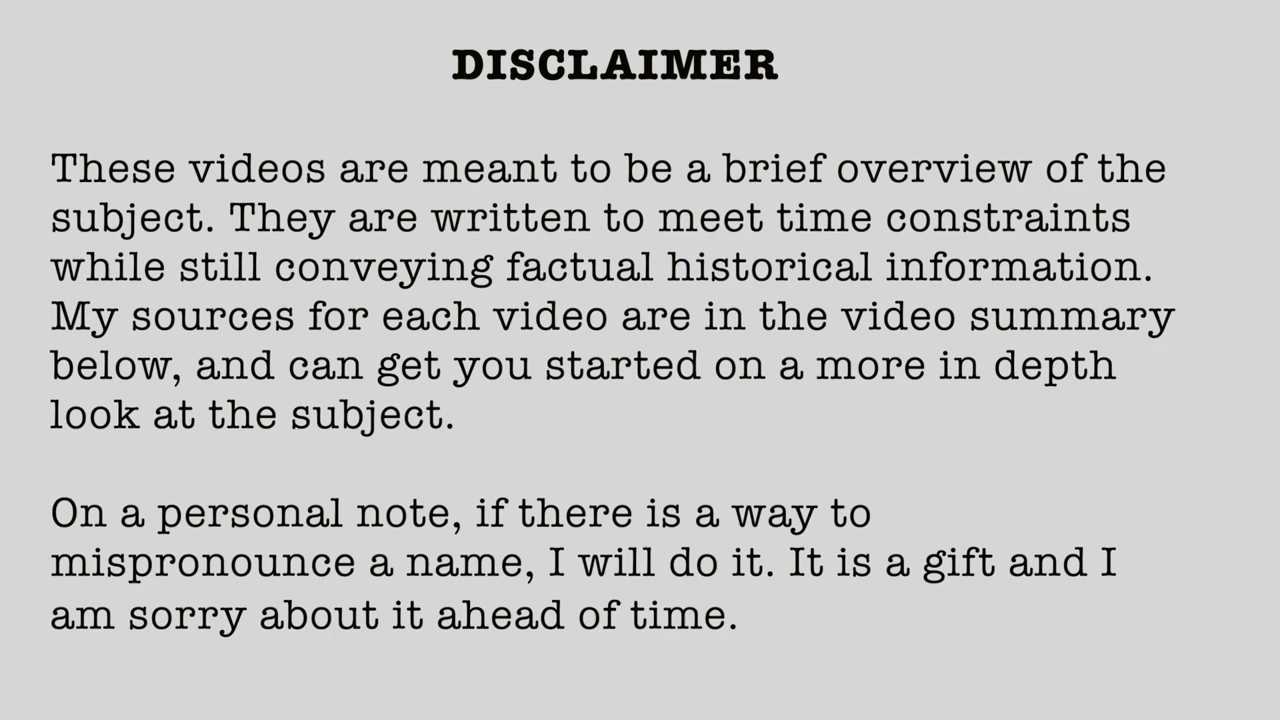 DISCLAIMER
These videos are meant to be a brief overview of the
subject. They are written to meet time constraints
while still conveying factual historical information.
My sources for each video are in the video summary
below, and can get you started on a more in depth
look at the subject.
On a personal note, if there is a way to
mispronounce a name, I will do it. It is a gift and I
am sorry about it ahead of time.